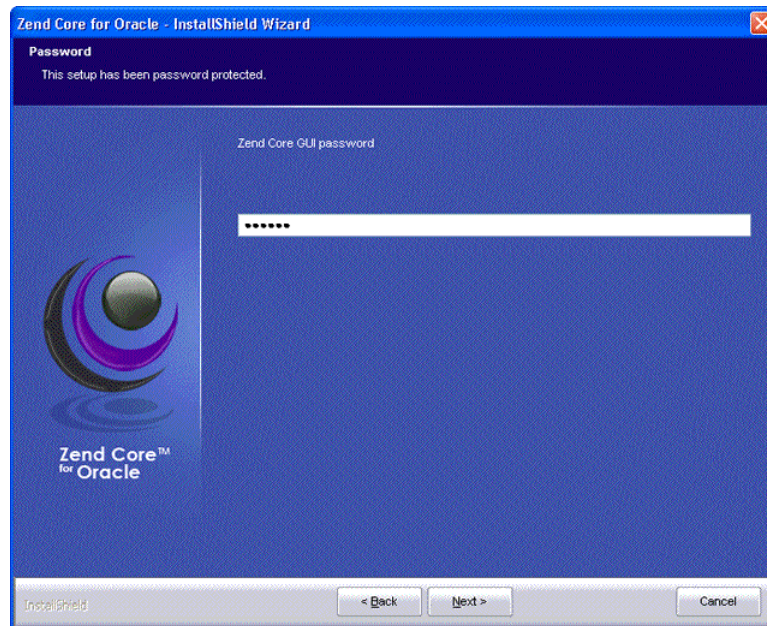 Zend Core for Oracle - InstallShield Wizard
Password
This setup has been password protected.
Zend Core GUI password
••••••
Zend Core™
for Oracle
InstallShield
< Back
Next >
Cancel